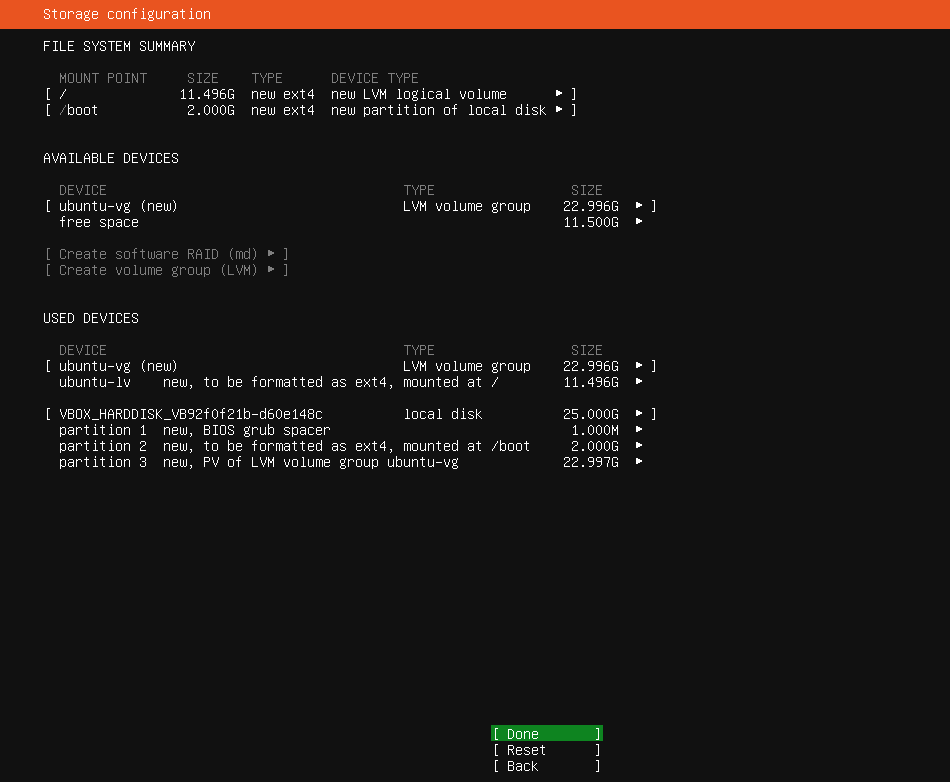 Storage configuration
FILE SYSTEM SUMMARY
MOUNT POINT SIZE TYPE DEVICE TYPE
[ / 11.496G new ext4 new LVM logical volume ▸ ]
[ /boot 2.000G new ext4 new partition of local disk ▸ ]
AVAILABLE DEVICES
DEVICE TYPE SIZE
[ ubuntu-vg (new) LVM volume group 22.996G ▸ ]
free space 11.500G ▸
[ Create software RAID (md) ▸ ]
[ Create volume group (LVM) ▸ ]
USED DEVICES
DEVICE TYPE SIZE
[ ubuntu-vg (new) LVM volume group 22.996G ▸ ]
ubuntu-lv new, to be formatted as ext4, mounted at / 11.496G ▸
[ VBOX_HARDDISK_VB92f0f21b-d60e148c local disk 25.000G ▸ ]
partition 1 new, BIOS grub spacer 1.000M ▸
partition 2 new, to be formatted as ext4, mounted at /boot 2.000G ▸
partition 3 new, PV of LVM volume group ubuntu-vg 22.997G ▸
[ Done ]
[ Reset ]
[ Back ]